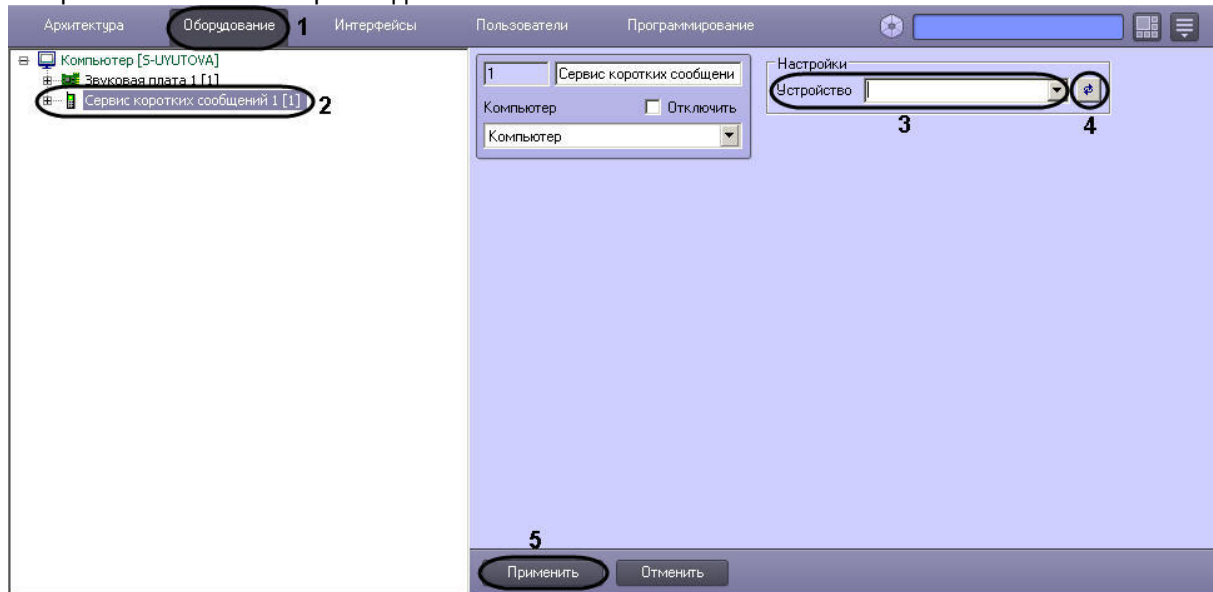 Архитектура Оборудование 1 Интерфейсы Пользователи Программирование
Компьютер [S-UYUTOVA]
Звуковая плата 1 [1]
Сервис коротких сообщений 1 [1] 2
1 Сервис коротких сообщени
Компьютер Отключить
Компьютер
Настройки
Устройство
3 4
5
Применить Отменить